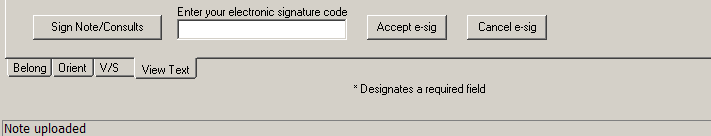 Enter your electronic signature code
Sign Note/Consults Accept e-sig Cancel e-sig
Belong Orient V/S View Text
* Designates a required field
Note uploaded